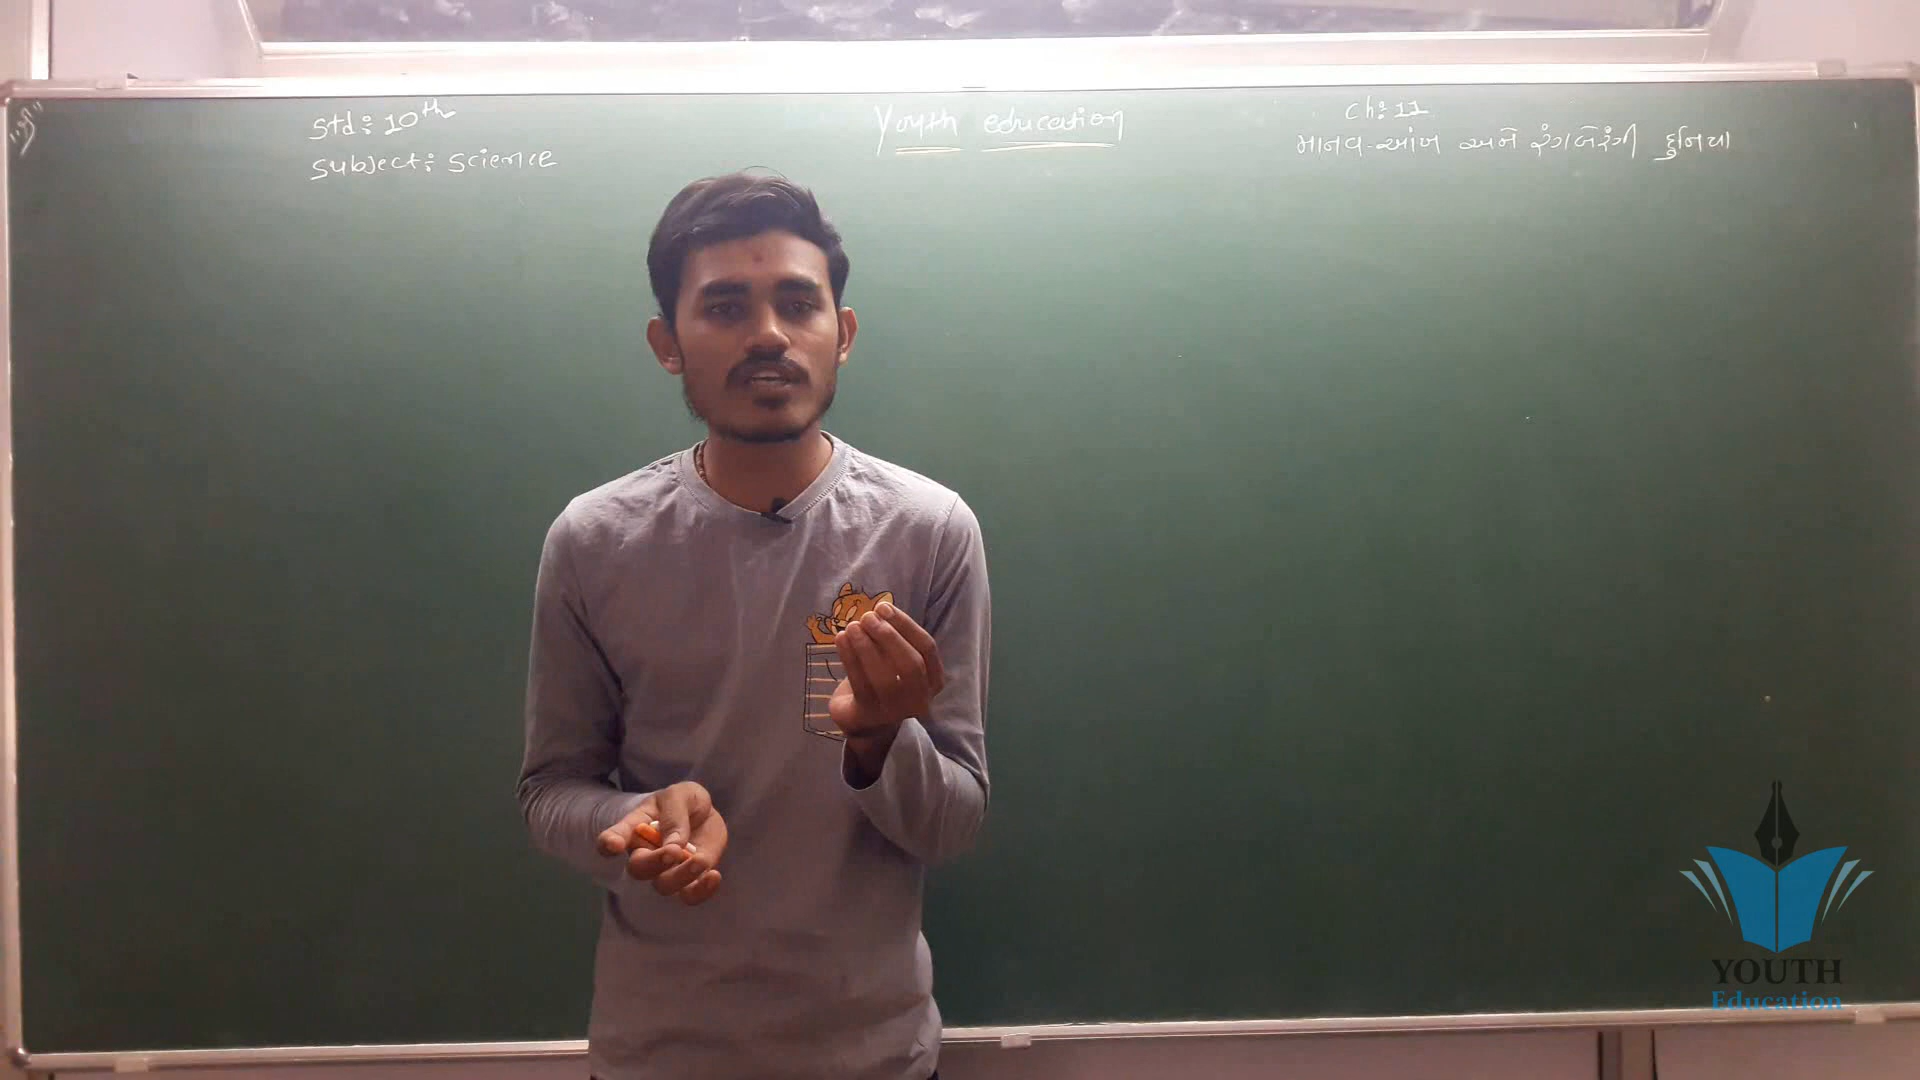 Std: 10th
Subject: Science
Youth education
Ch: 11
માનવ-આંખ અને રંગબેરંગી દુનિયા
YOUTH
Education